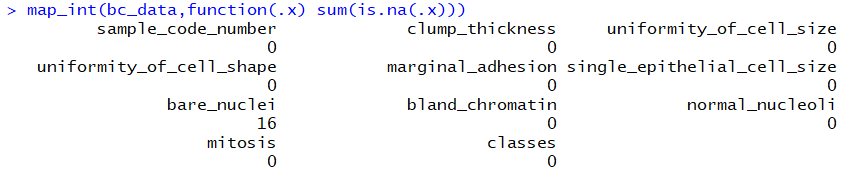 > map_int(bc_data,function(.x) sum(is.na(.x)))
sample_code_number clump_thickness uniformity_of_cell_size
0 0 0
uniformity_of_cell_shape marginal_adhesion single_epithelial_cell_size
0 0 0
bare_nuclei bland_chromatin normal_nucleoli
16 0 0
mitosis classes
0 0